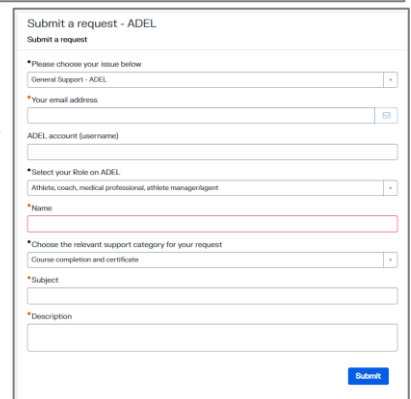 Submit a request - ADEL
Submit a request
*Please choose your issue below
General Support - ADEL
*Your email address
ADEL account (username)
*Select your Role on ADEL
Athlete, coach, medical professional, athlete manager/agent
*Name
*Choose the relevant support category for your request
Course completion and certificate
*Subject
*Description
Submit